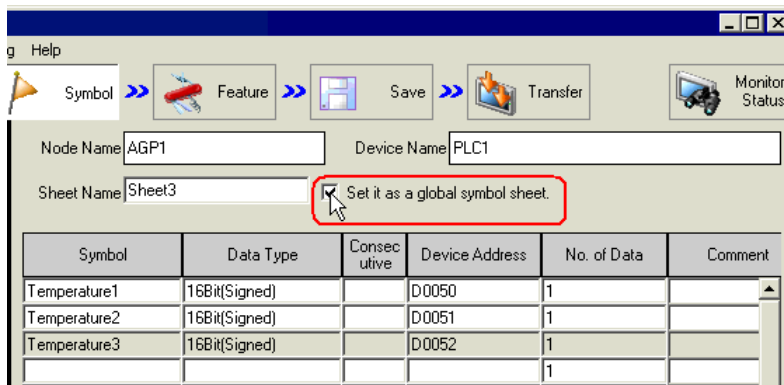 g Help
Symbol Feature Save Transfer Monitor
Status
Node Name AGP1 Device Name PLC1
Sheet Name Sheet3 Set it as a global symbol sheet.
Symbol Data Type Consec
utive Device Address No. of Data Comment
Temperature1 16Bit(Signed) D0050 1
Temperature2 16Bit(Signed) D0051 1
Temperature3 16Bit(Signed) D0052 1
1